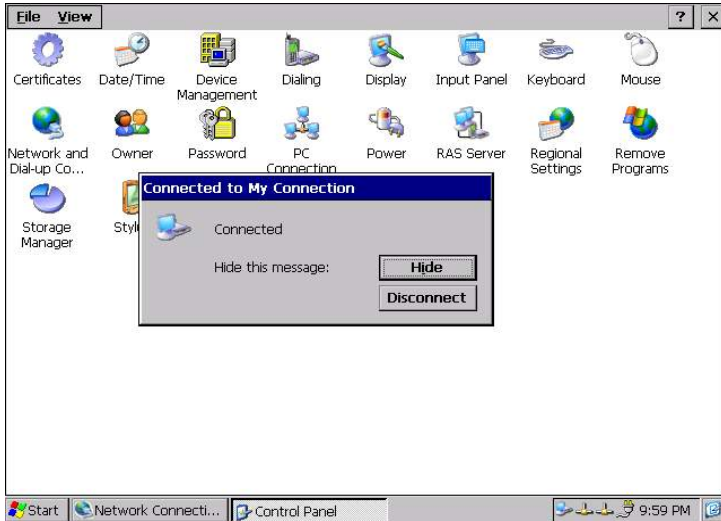 File View ? ×
Certificates Date/Time Device Management Dialing Display Input Panel Keyboard Mouse
Network and Dial-up Co... Owner Password PC Connection Power RAS Server Regional Settings Remove Programs
Storage Manager
Connected to My Connection
Connected
Hide this message: Hide
Disconnect
Start Network Connecti... Control Panel 9:59 PM